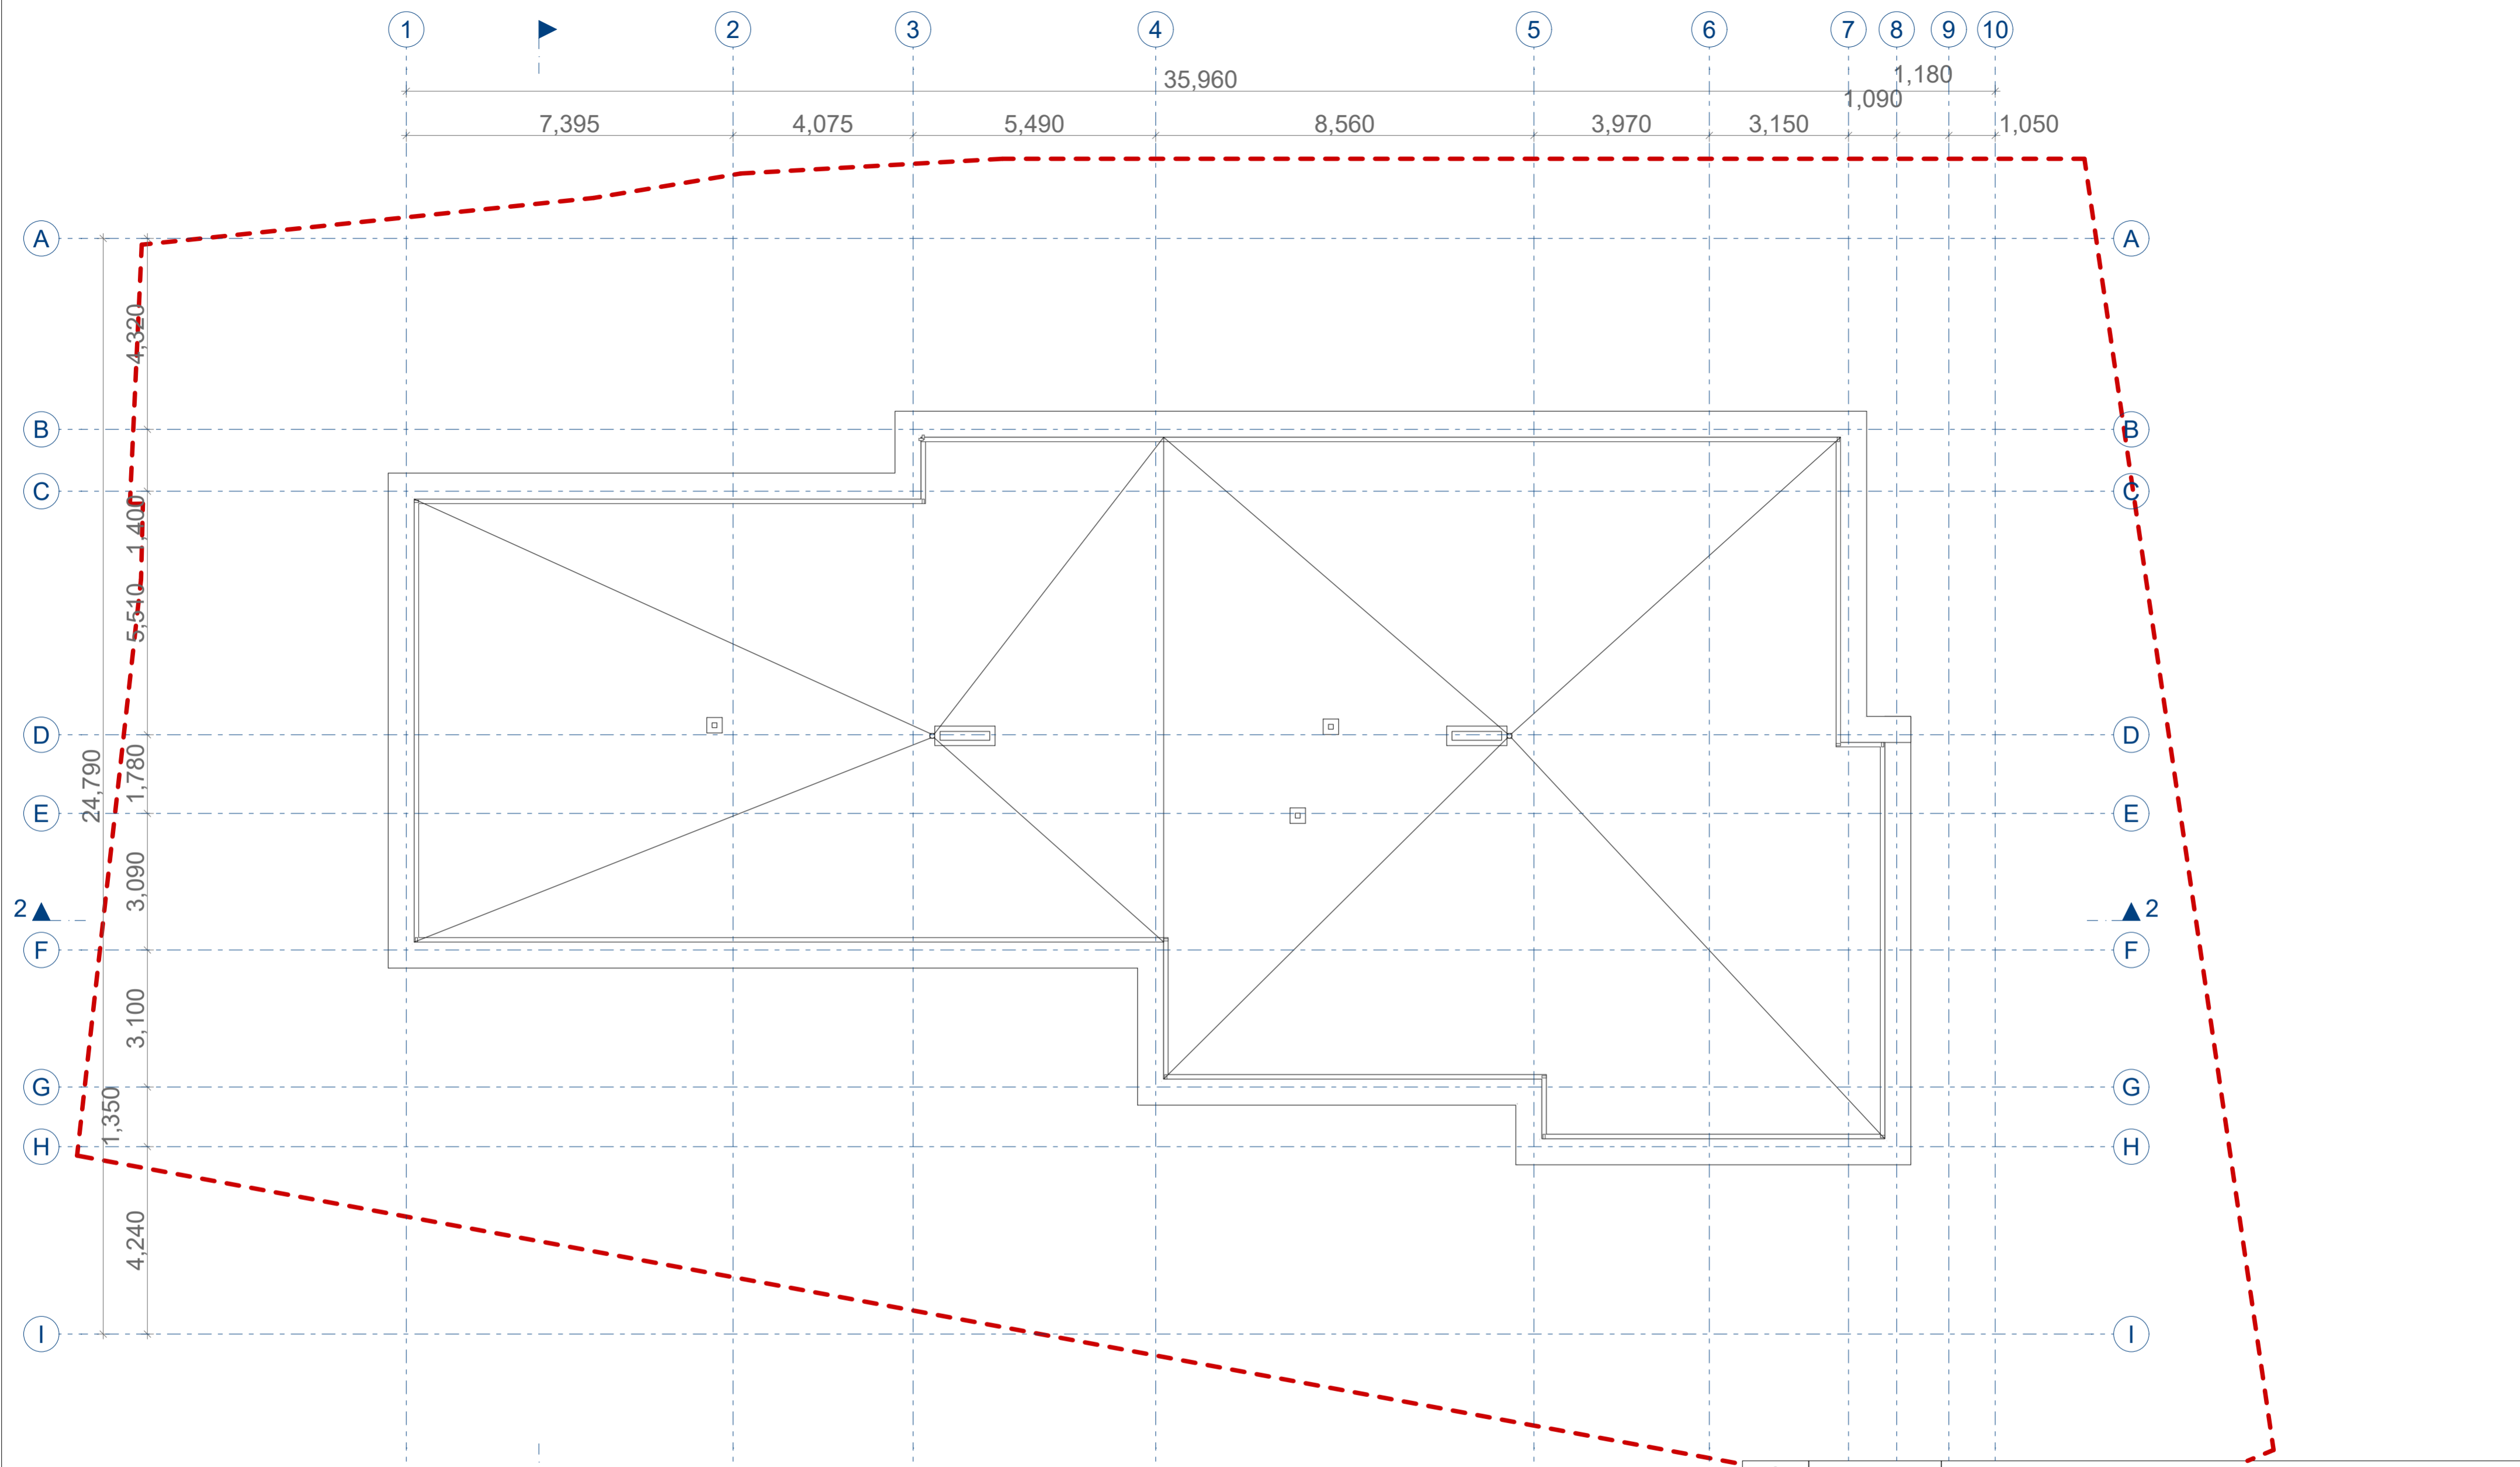 1 2 3 4 5 6 7 8 9 10
35,960 1,180
1,090
7,395 4,075 5,490 8,560 3,970 3,150 1,050
A A
4,320
B B
C C
1,400
5,510
D D
24,790 1,780
E E
3,090
2 2
F F
3,100
G G
1,350
H H
4,240
I I